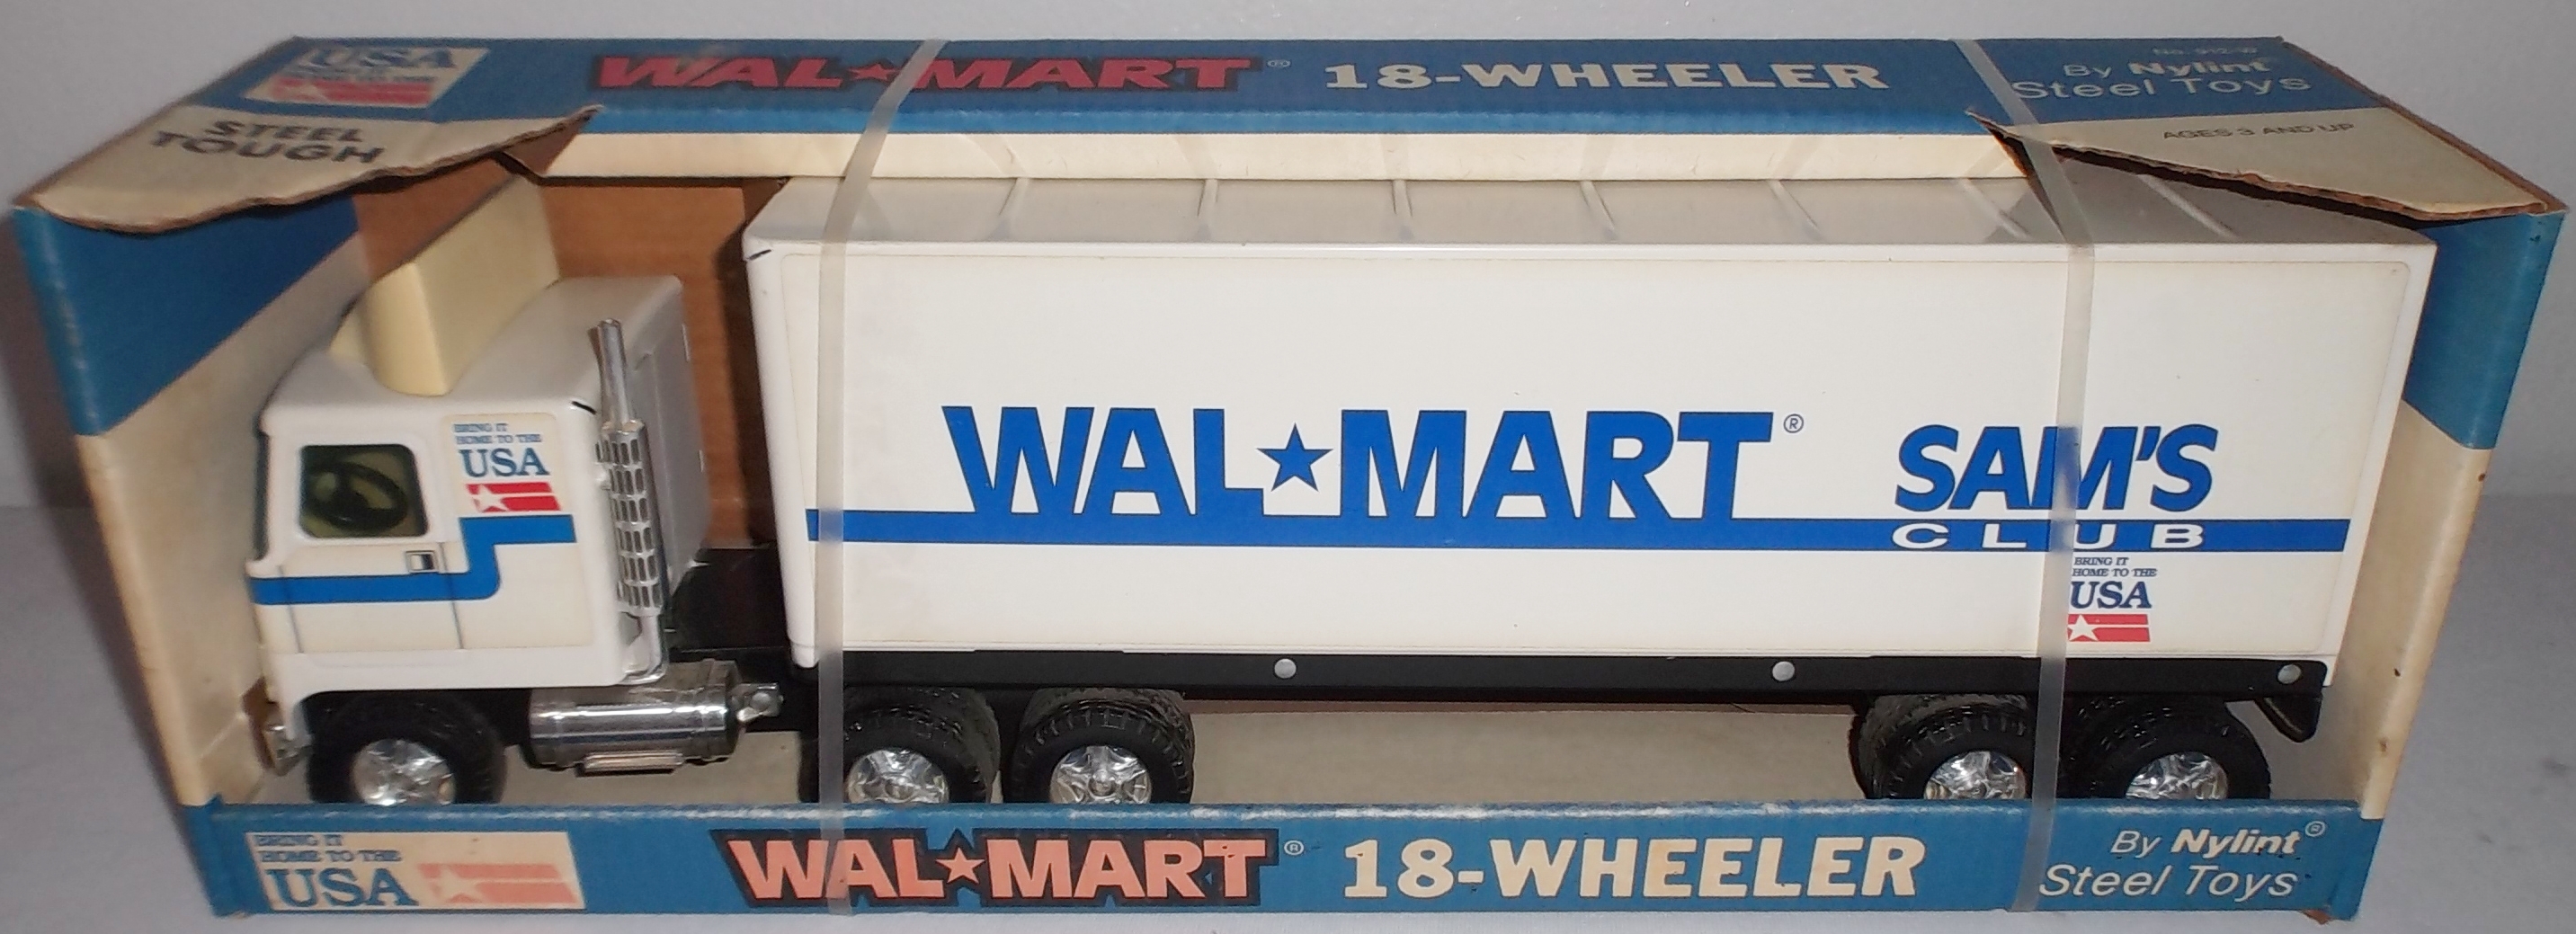 USA
WAL★MART® 18-WHEELER
By Nylint
Steel Toys
STEEL
TOUGH
AGES 3 AND UP
BRING IT
HOME TO THE
USA
WAL★MART®
SAM'S
CLUB
BRING IT
HOME TO THE
USA
BRING IT
HOME TO THE
USA
WAL★MART® 18-WHEELER
By Nylint®
Steel Toys